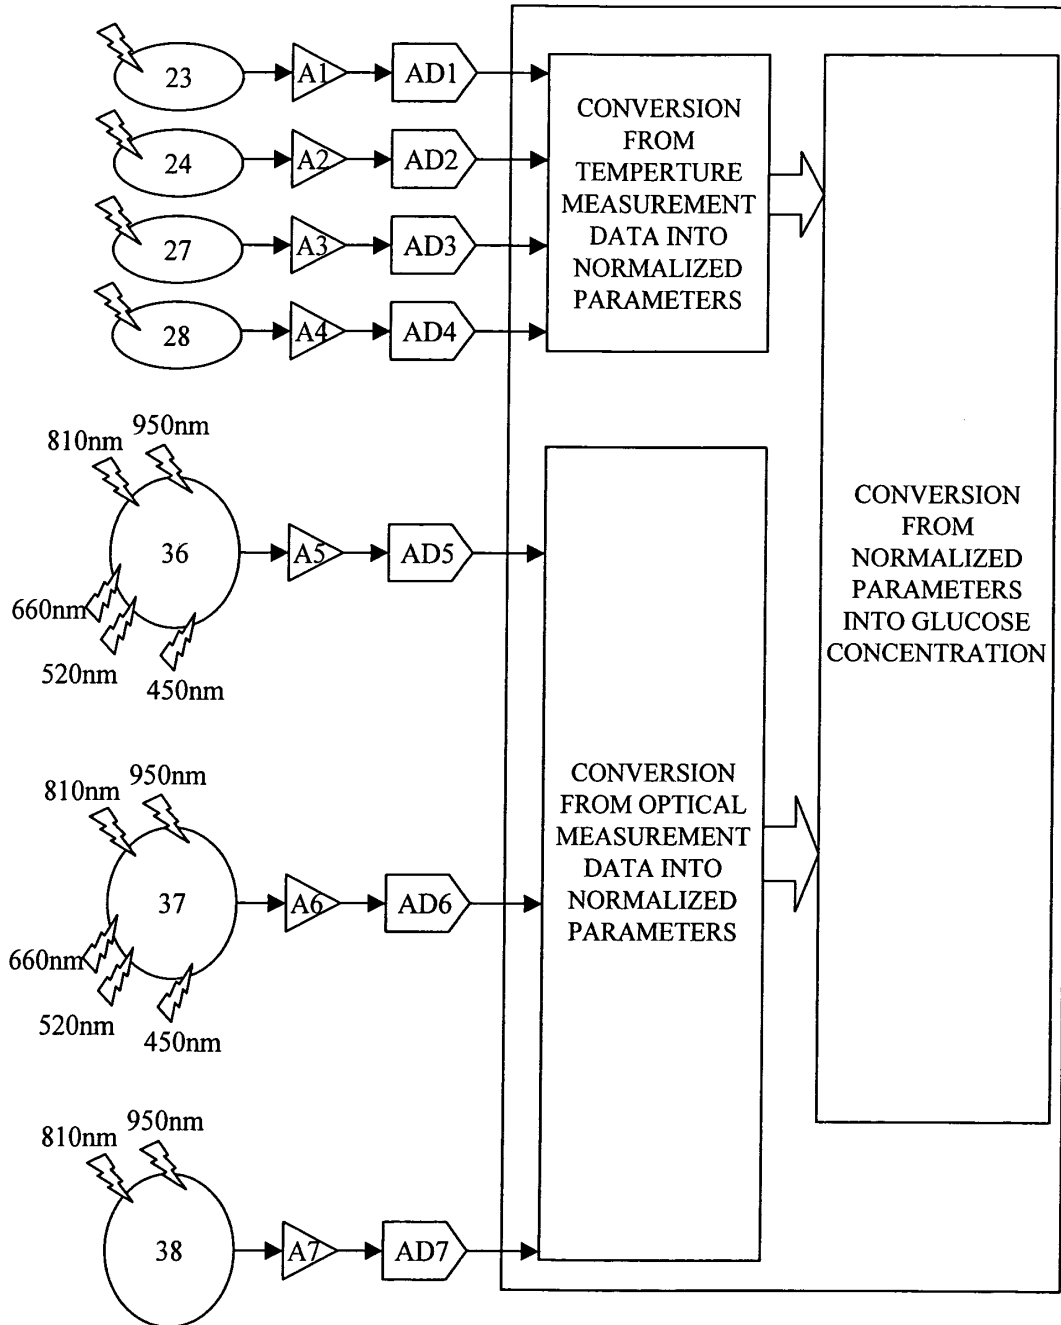 23
A1
AD1
24
A2
AD2
27
A3
AD3
28
A4
AD4
CONVERSION
FROM
TEMPERTURE
MEASUREMENT
DATA INTO
NORMALIZED
PARAMETERS
950nm
810nm
36
660nm
520nm
450nm
A5
AD5
950nm
810nm
37
660nm
520nm
450nm
A6
AD6
950nm
810nm
38
A7
AD7
CONVERSION
FROM OPTICAL
MEASUREMENT
DATA INTO
NORMALIZED
PARAMETERS
CONVERSION
FROM
NORMALIZED
PARAMETERS
INTO GLUCOSE
CONCENTRATION